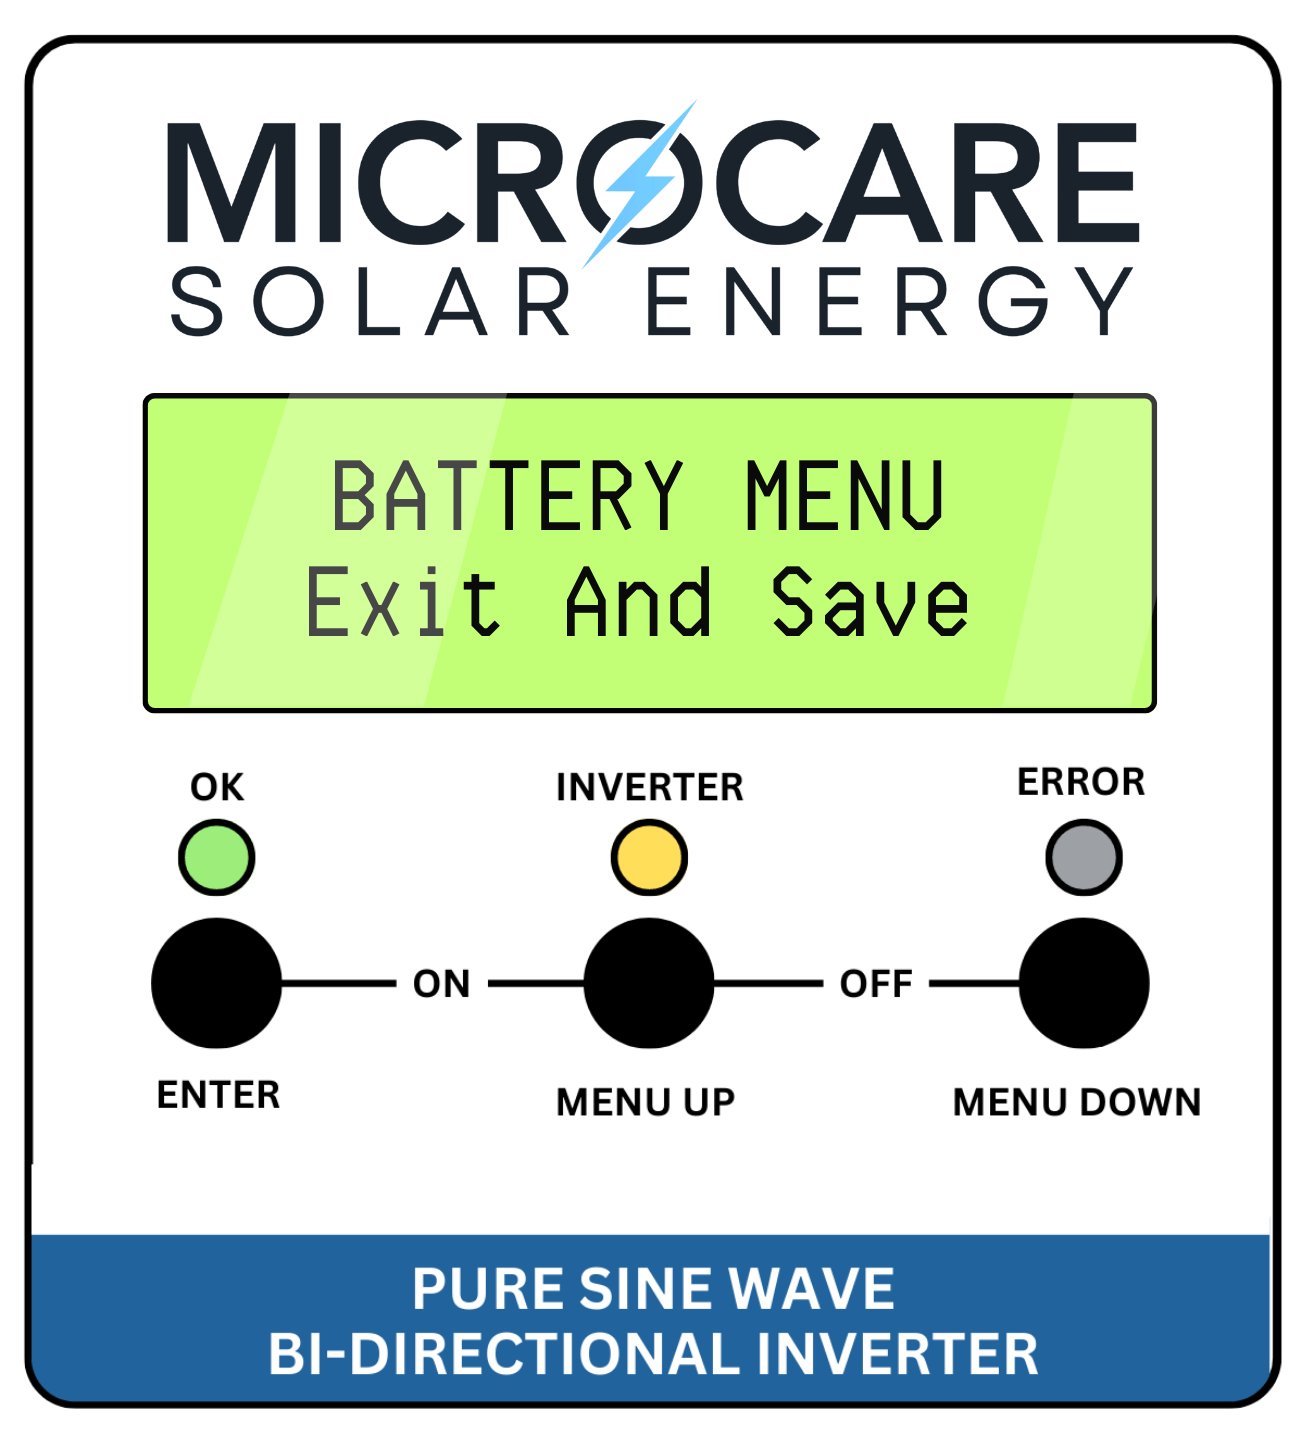 MICROCARE
SOLAR ENERGY
BATTERY MENU
Exit And Save
OK INVERTER ERROR
ON OFF
ENTER MENU UP MENU DOWN
PURE SINE WAVE
BI-DIRECTIONAL INVERTER